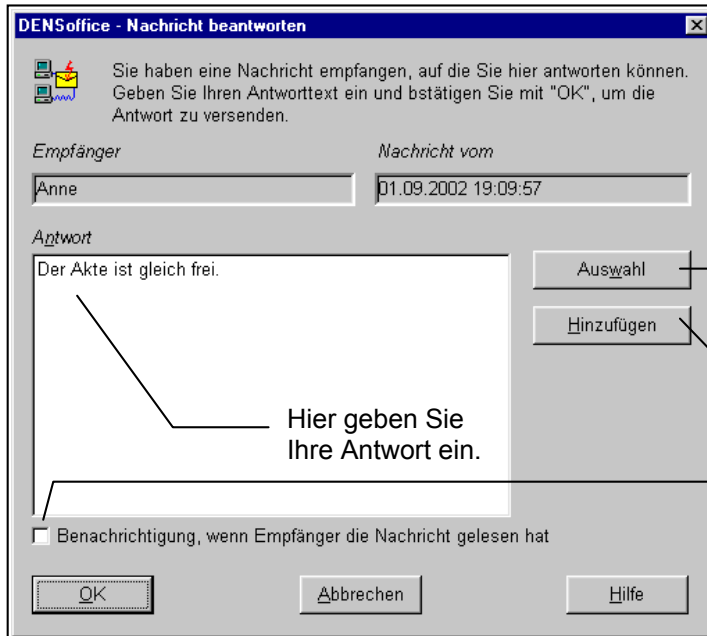 DENSoffice - Nachricht beantworten
Sie haben eine Nachricht empfangen, auf die Sie hier antworten können.
Geben Sie Ihren Antworttext ein und bstätigen Sie mit "OK", um die
Antwort zu versenden.
Empfänger
Nachricht vom
Anne
01.09.2002 19:09:57
Antwort
Der Akte ist gleich frei.
Auswahl
Hinzufügen
Hier geben Sie
Ihre Antwort ein.
Benachrichtigung, wenn Empfänger die Nachricht gelesen hat
OK
Abbrechen
Hilfe